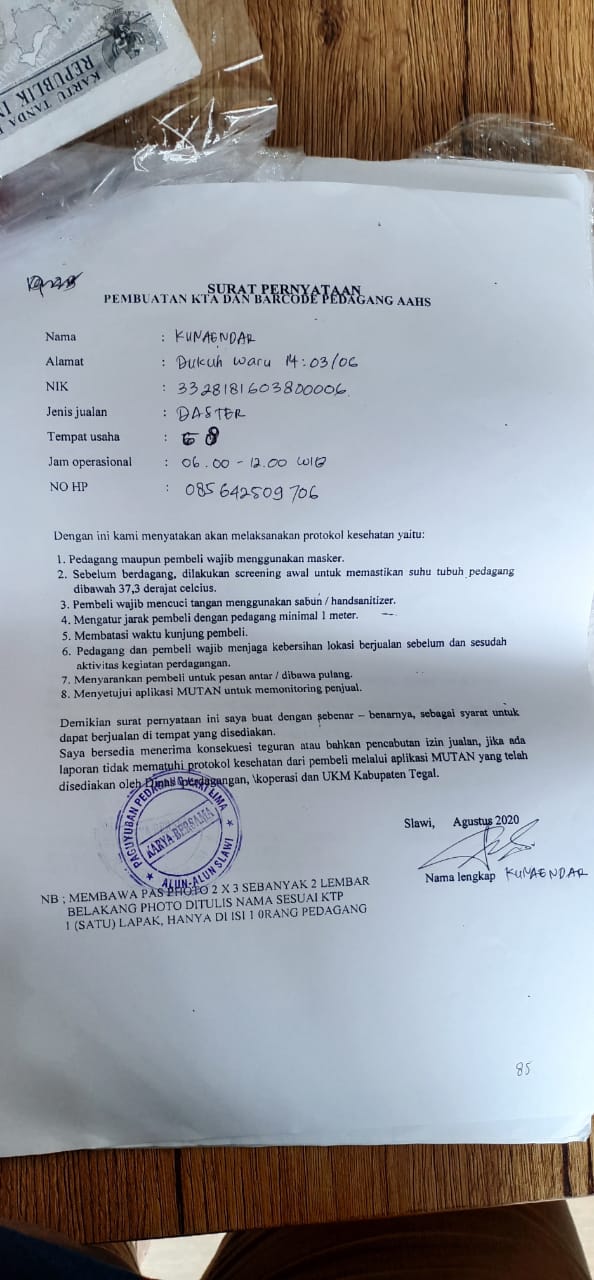 KARTU TANDA
REPUBLIK IN
SURAT PERNYATAAN
PEMBUATAN KTA DAN BARCODE PEDAGANG AAHS
Nama : KUNAENDAR
Alamat : Dukuh Waru 14:03/06
NIK : 3328181603800006
Jenis jualan : DASTER
Tempat usaha : 8
Jam operasional : 06.00 - 12.00 WIB
NO HP : 085642509706
Dengan ini kami menyatakan akan melaksanakan protokol kesehatan yaitu:
1. Pedagang maupun pembeli wajib menggunakan masker.
2. Sebelum berdagang, dilakukan screening awal untuk memastikan suhu tubuh pedagang
dibawah 37,3 derajat celcius.
3. Pembeli wajib mencuci tangan menggunakan sabun / handsanitizer.
4. Mengatur jarak pembeli dengan pedagang minimal 1 meter.
5. Membatasi waktu kunjung pembeli.
6. Pedagang dan pembeli wajib menjaga kebersihan lokasi berjualan sebelum dan sesudah
aktivitas kegiatan perdagangan.
7. Menyarankan pembeli untuk pesan antar / dibawa pulang.
8. Menyetujui aplikasi MUTAN untuk memonitoring penjual.
Demikian surat pernyataan ini saya buat dengan sebenar – benarnya, sebagai syarat untuk
dapat berjualan di tempat yang disediakan.
Saya bersedia menerima konsekuesi teguran atau bahkan pencabutan izin jualan, jika ada
laporan tidak mematuhi protokol kesehatan dari pembeli melalui aplikasi MUTAN yang telah
disediakan oleh Dinas perdagangan, \koperasi dan UKM Kabupaten Tegal.
PAGUYUBAN PEDAGANG KAKI LIMA
KARYA BERSAMA
ALUN-ALUN SLAWI
Slawi, Agustus 2020
Nama lengkap KUNAENDAR
NB ; MEMBAWA PAS PHOTO 2 X 3 SEBANYAK 2 LEMBAR
BELAKANG PHOTO DITULIS NAMA SESUAI KTP
1 (SATU) LAPAK, HANYA DI ISI 1 0RANG PEDAGANG
85